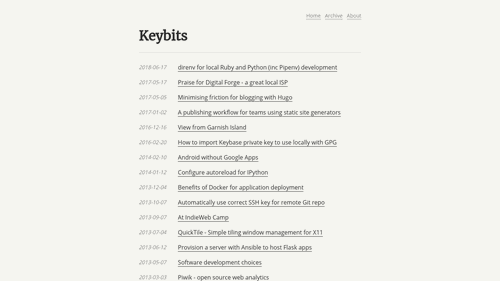 Home Archive About
Keybits
2018-06-17 direnv for local Ruby and Python (inc Pipenv) development
2017-05-17 Praise for Digital Forge - a great local ISP
2017-05-05 Minimising friction for blogging with Hugo
2017-01-02 A publishing workflow for teams using static site generators
2016-12-16 View from Garnish Island
2016-02-20 How to import Keybase private key to use locally with GPG
2014-02-10 Android without Google Apps
2014-01-12 Configure autoreload for IPython
2013-12-04 Benefits of Docker for application deployment
2013-10-07 Automatically use correct SSH key for remote Git repo
2013-09-07 At IndieWeb Camp
2013-07-04 QuickTile - Simple tiling window management for X11
2013-06-12 Provision a server with Ansible to host Flask apps
2013-05-07 Software development choices
2013-03-03 Piwik - open source web analytics